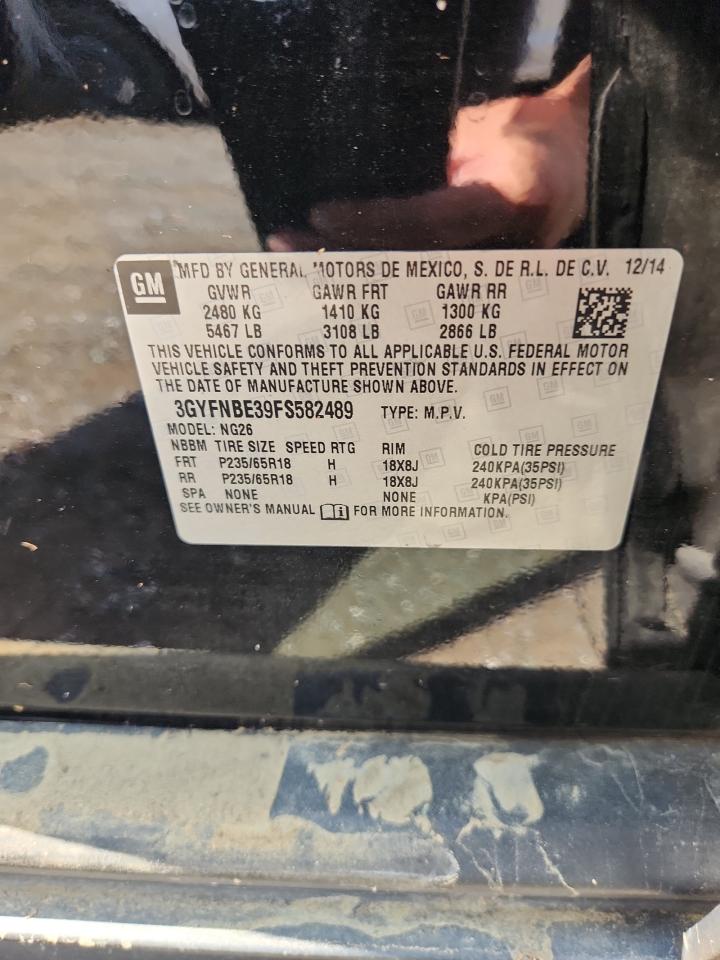 GM
MFD BY GENERAL MOTORS DE MEXICO, S. DE R.L. DE C.V. 12/14
GVWR GAWR FRT GAWR RR
2480 KG 1410 KG 1300 KG
5467 LB 3108 LB 2866 LB
THIS VEHICLE CONFORMS TO ALL APPLICABLE U.S. FEDERAL MOTOR
VEHICLE SAFETY AND THEFT PREVENTION STANDARDS IN EFFECT ON
THE DATE OF MANUFACTURE SHOWN ABOVE.
3GYFNBE39FS582489 TYPE: M.P.V.
MODEL: NG26
NBBM TIRE SIZE SPEED RTG RIM COLD TIRE PRESSURE
FRT P235/65R18 H 18X8J 240KPA(35PSI)
RR P235/65R18 H 18X8J 240KPA(35PSI)
SPA NONE NONE KPA(PSI)
SEE OWNER'S MANUAL FOR MORE INFORMATION.